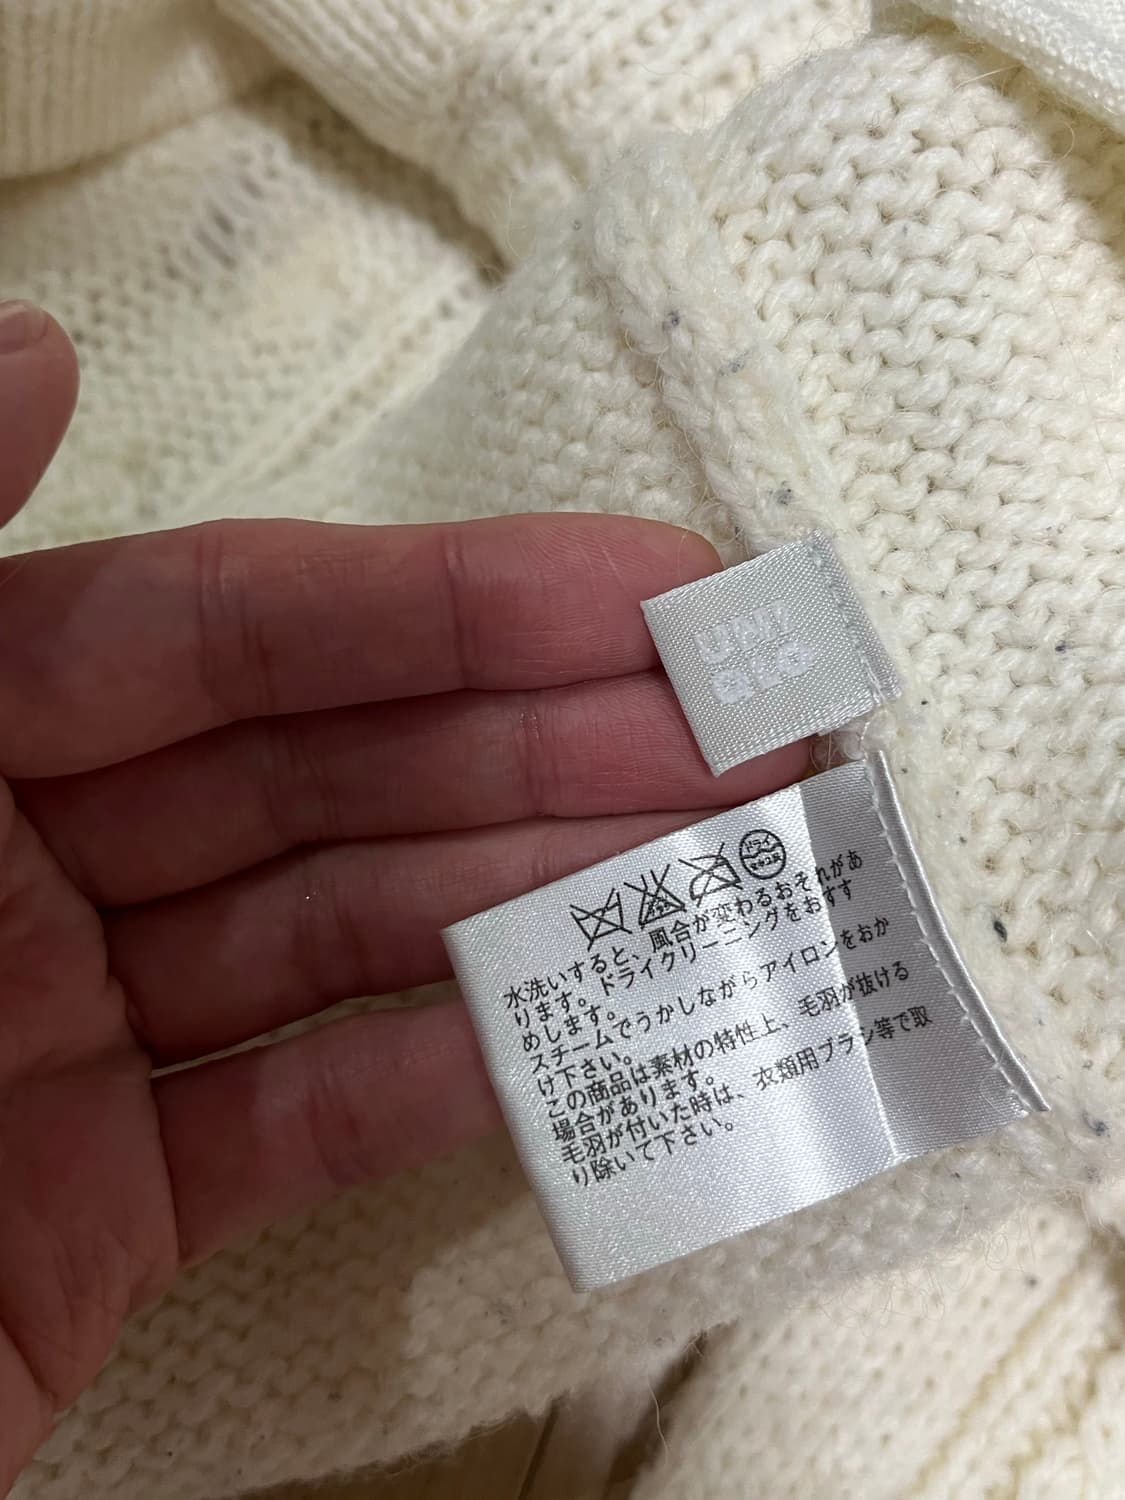 UNI
QLO
ドライ
セキユ系
水洗いすると、風合が変わるおそれがあ
ります。ドライクリーニングをおすす
めします。
スチームでうかしながらアイロンをおか
け下さい。
この商品は素材の特性上、毛羽が抜ける
場合があります。
毛羽が付いた時は、衣類用ブラシ等で取
り除いて下さい。